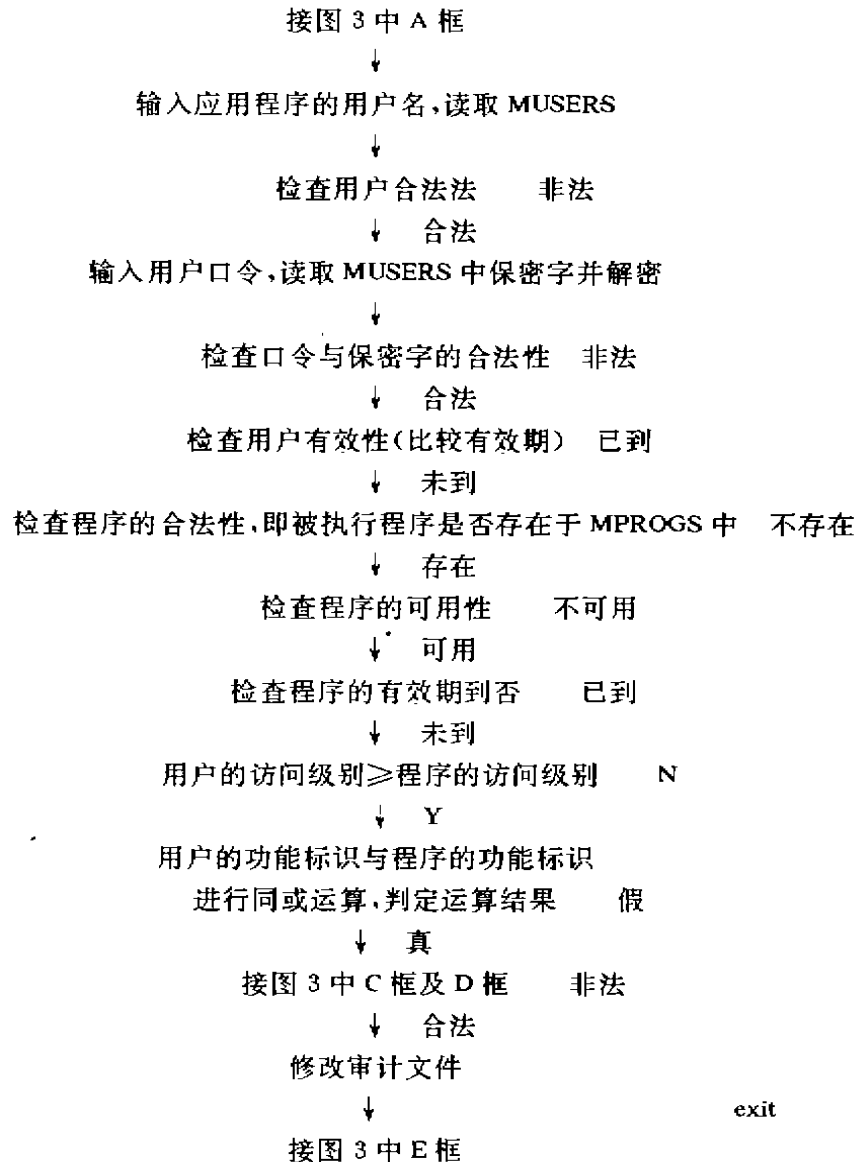 接图 3 中 A 框
↓
输入应用程序的用户名,读取 MUSERS
↓
检查用户合法法 非法
↓ 合法
输入用户口令,读取 MUSERS 中保密字并解密
↓
检查口令与保密字的合法性 非法
↓ 合法
检查用户有效性(比较有效期) 已到
↓ 未到
检查程序的合法性,即被执行程序是否存在于 MPROGS 中 不存在
↓ 存在
检查程序的可用性 不可用
↓ 可用
检查程序的有效期到否 已到
↓ 未到
用户的访问级别≥程序的访问级别 N
↓ Y
用户的功能标识与程序的功能标识
进行同或运算,判定运算结果 假
↓ 真
接图 3 中 C 框及 D 框 非法
↓ 合法
修改审计文件
↓ exit
接图 3 中 E 框